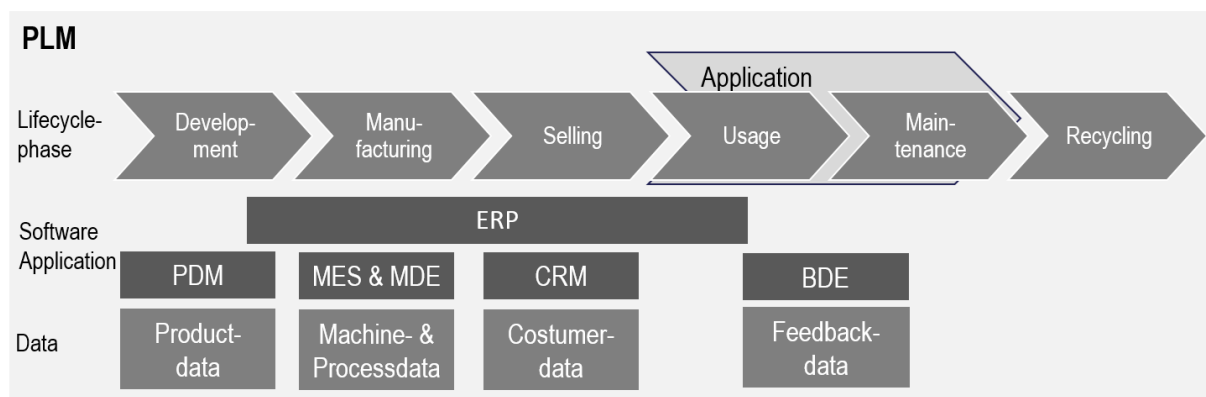 PLM
Application
Lifecycle-
phase
Develop-
ment
Manu-
facturing
Selling
Usage
Main-
tenance
Recycling
Software
Application
ERP
PDM
MES & MDE
CRM
BDE
Data
Product-
data
Machine- &
Processdata
Costumer-
data
Feedback-
data